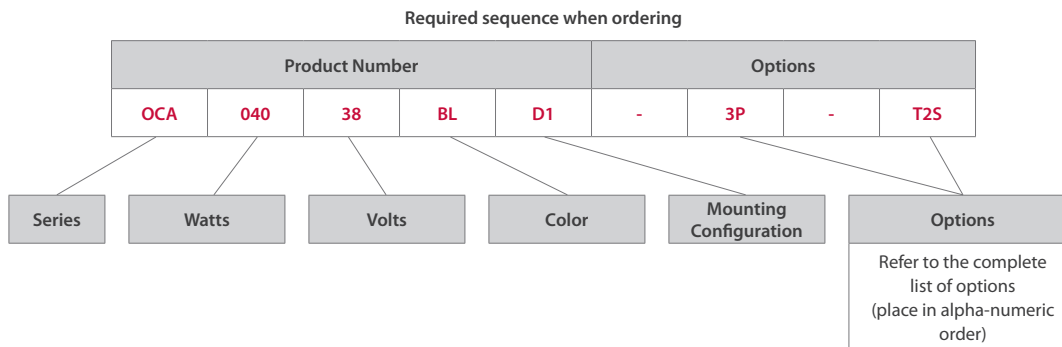 Required sequence when ordering
Product Number Options
OCA 040 38 BL D1 - 3P - T2S
Series Watts Volts Color Mounting Configuration Options
Refer to the complete
list of options
(place in alpha-numeric
order)